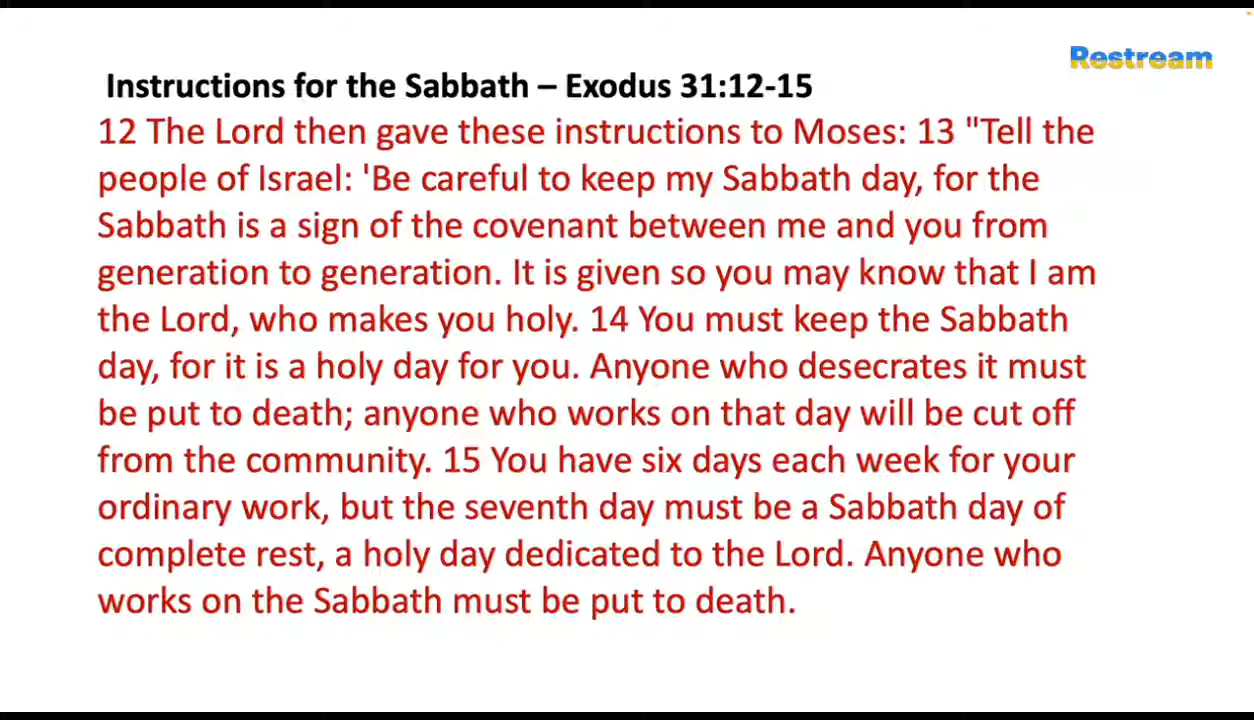 Restream
Instructions for the Sabbath – Exodus 31:12-15
12 The Lord then gave these instructions to Moses: 13 "Tell the
people of Israel: 'Be careful to keep my Sabbath day, for the
Sabbath is a sign of the covenant between me and you from
generation to generation. It is given so you may know that I am
the Lord, who makes you holy. 14 You must keep the Sabbath
day, for it is a holy day for you. Anyone who desecrates it must
be put to death; anyone who works on that day will be cut off
from the community. 15 You have six days each week for your
ordinary work, but the seventh day must be a Sabbath day of
complete rest, a holy day dedicated to the Lord. Anyone who
works on the Sabbath must be put to death.